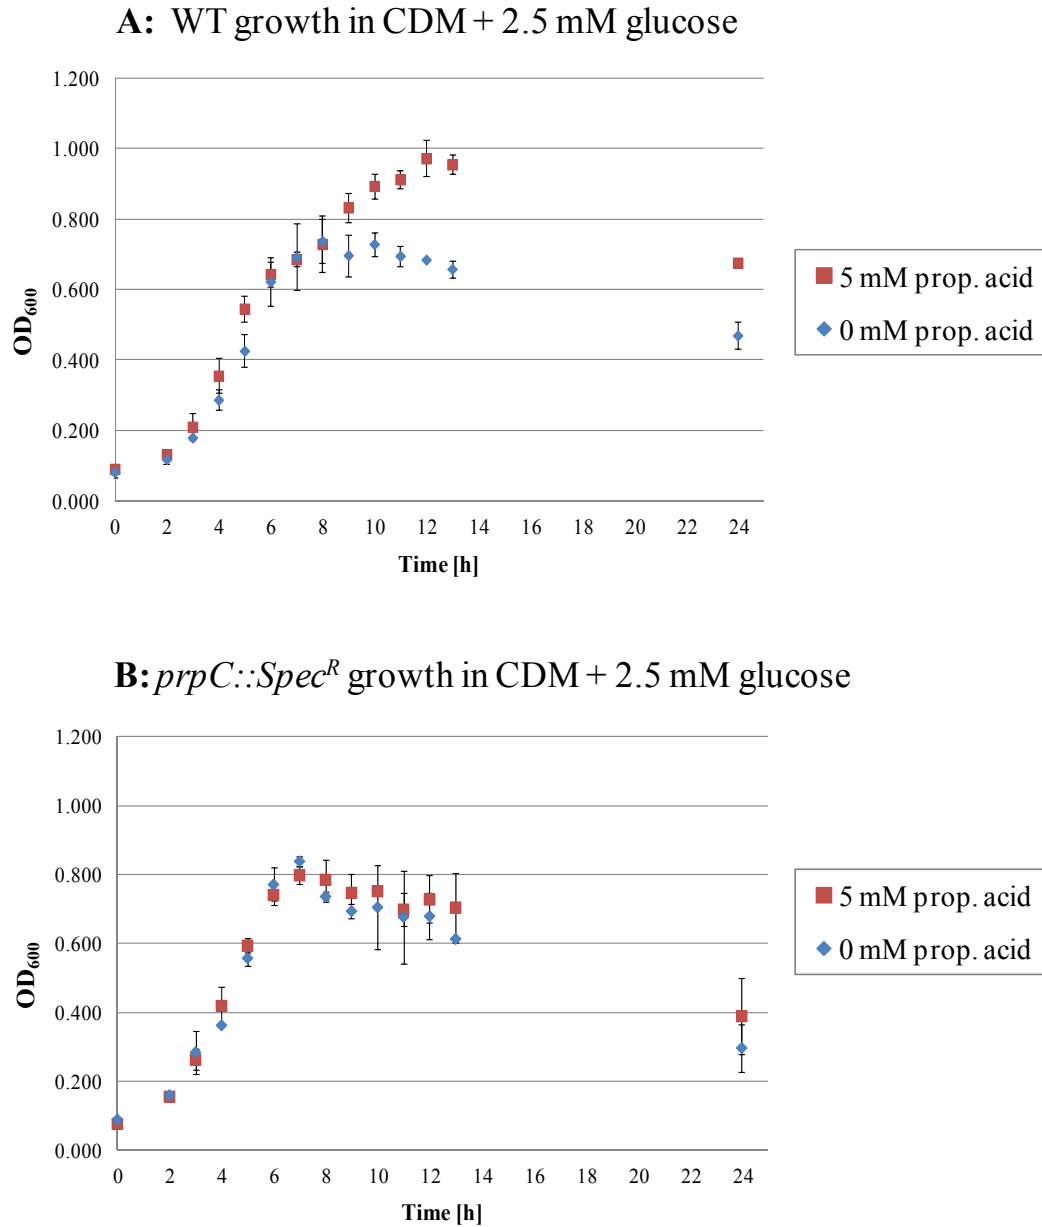 A: WT growth in CDM + 2.5 mM glucose
1.200
1.000
0.800
0.600
0.400
0.200
0.000
OD600
0 2 4 6 8 10 12 14 16 18 20 22 24
Time [h]
5 mM prop. acid
0 mM prop. acid
B: prpC::SpecR growth in CDM + 2.5 mM glucose
1.200
1.000
0.800
0.600
0.400
0.200
0.000
OD600
0 2 4 6 8 10 12 14 16 18 20 22 24
Time [h]
5 mM prop. acid
0 mM prop. acid